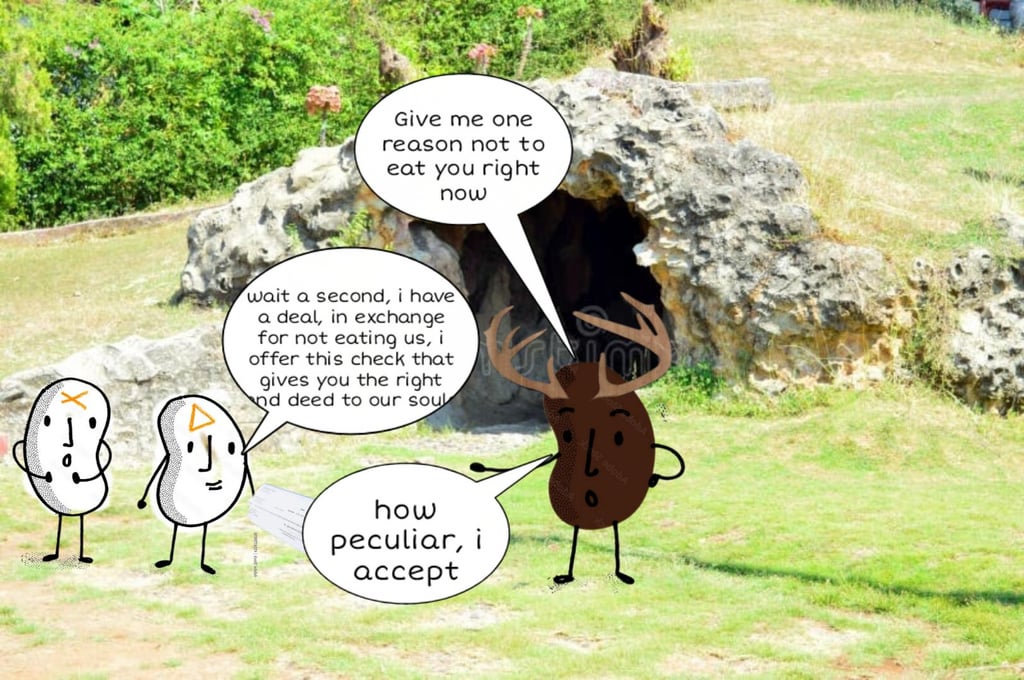 Give me one
reason not to
eat you right
now
wait a second, i have
a deal, in exchange
for not eating us, i
offer this check that
gives you the right
nd deed to our soul
how
peculiar, i
accept